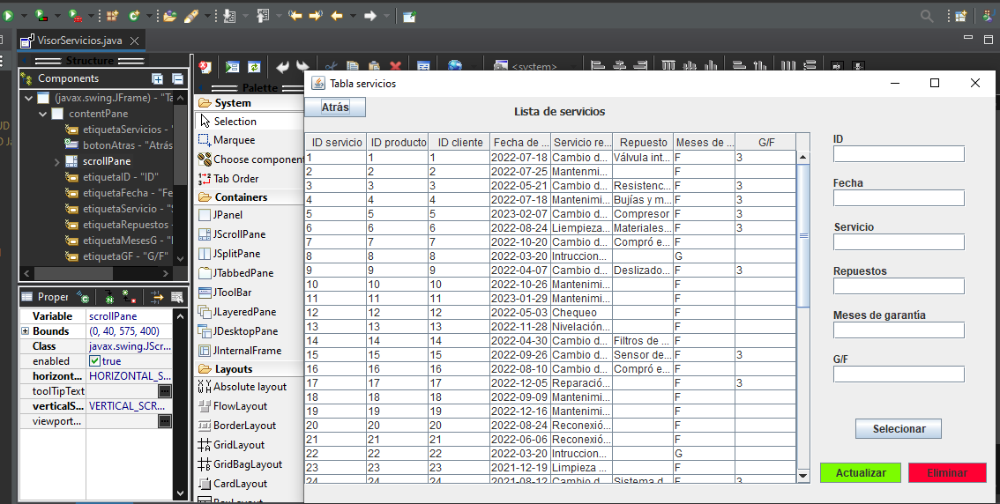 VisorServicios.java
Structure
Components
(javax.swing.JFrame) - "Ta
contentPane
etiquetaServicios - "
botonAtras - "Atrás
scrollPane
etiquetaID - "ID"
etiquetaFecha - "Fe
etiquetaServicio - "S
etiquetaRepuestos
etiquetaMesesG - "
etiquetaGF - "G/F"
Proper
Variable scrollPane
Bounds (0, 40, 575, 400)
Class javax.swing.JScr...
enabled true
horizont... HORIZONTAL_S...
toolTipText
verticalS... VERTICAL_SCR...
viewport...
<system>
Palette
System
Selection
Marquee
Choose componen
Tab Order
Containers
JPanel
JScrollPane
JSplitPane
JTabbedPane
JToolBar
JLayeredPane
JDesktopPane
JInternalFrame
Layouts
Absolute layout
FlowLayout
BorderLayout
GridLayout
GridBagLayout
CardLayout
BoxLayout
Tabla servicios
Atrás
Lista de servicios
ID servicio ID producto ID cliente Fecha de ... Servicio re... Repuesto Meses de ... G/F
1 1 1 2022-07-18 Cambio d... Válvula int... F 3
2 2 2 2022-07-25 Mantenmi... F
3 3 3 2022-05-21 Cambio d... Resistenc... F 3
4 4 4 2022-07-18 Mantenimi... Bujías y m... F 3
5 5 5 2023-02-07 Cambio d... Compresor F 3
6 6 6 2022-08-24 Liempieza... Materiales... F 3
7 7 7 2022-10-20 Cambio d... Compró e... F
8 8 8 2022-03-20 Intruccion... G
9 9 9 2022-04-07 Cambio d... Deslizado... F 3
10 10 10 2022-10-26 Mantenimi... F
11 11 11 2023-01-29 Mantenimi... F
12 12 12 2022-05-03 Chequeo F
13 13 13 2022-11-28 Nivelación... F
14 14 14 2022-04-30 Cambio d... Filtros de ... F
15 15 15 2022-09-26 Cambio d... Sensor de... F 3
16 16 16 2022-08-10 Cambio d... Compró e... F
17 17 17 2022-12-05 Reparació... F 3
18 18 18 2022-09-09 Mantenimi... F
19 19 19 2022-12-16 Mantenimi... F
20 20 20 2022-08-24 Reconexió... F
21 21 21 2022-06-06 Reconexió... F
22 22 22 2022-03-20 Intruccion... G
23 23 23 2021-12-19 Limpieza ... F
24 24 24 2021-08-12 Cambio d... Sistema d... F 3
ID
Fecha
Servicio
Repuestos
Meses de garantia
G/F
Selecionar
Actualizar
Eliminar